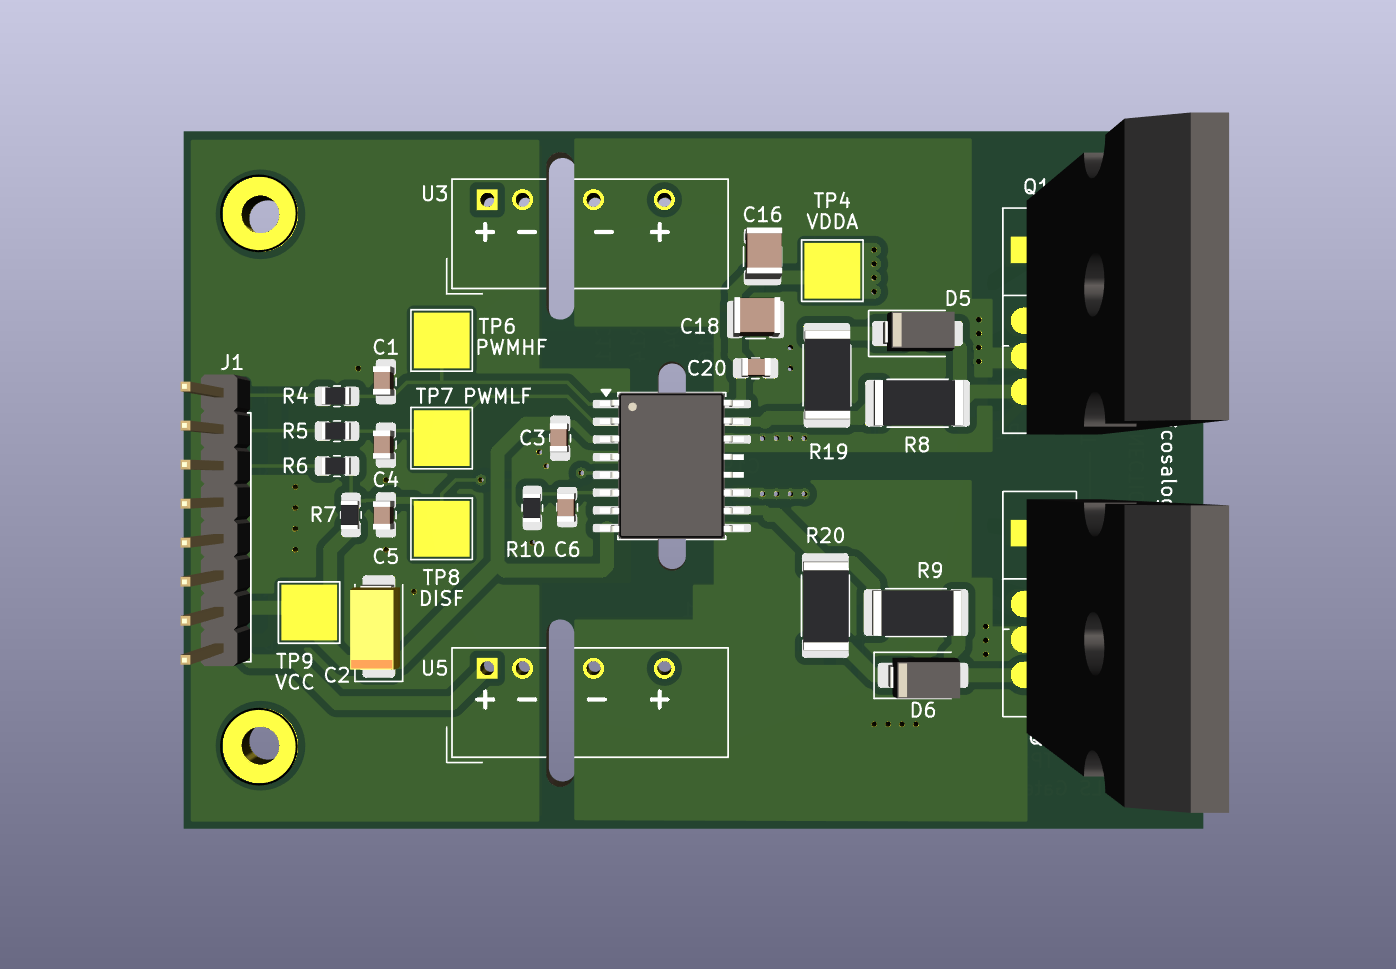 U3
+ − − +
TP4
VDDA
C16
Q1
D5
TP6
PWMHF
C18
C1
J1
C20
R4
TP7 PWMLF
R5
C3
R19
R8
R6
C4
R7
R20
R10 C6
C5
R9
TP8
DISF
TP9
VCC
C2
U5
+ − − +
D6